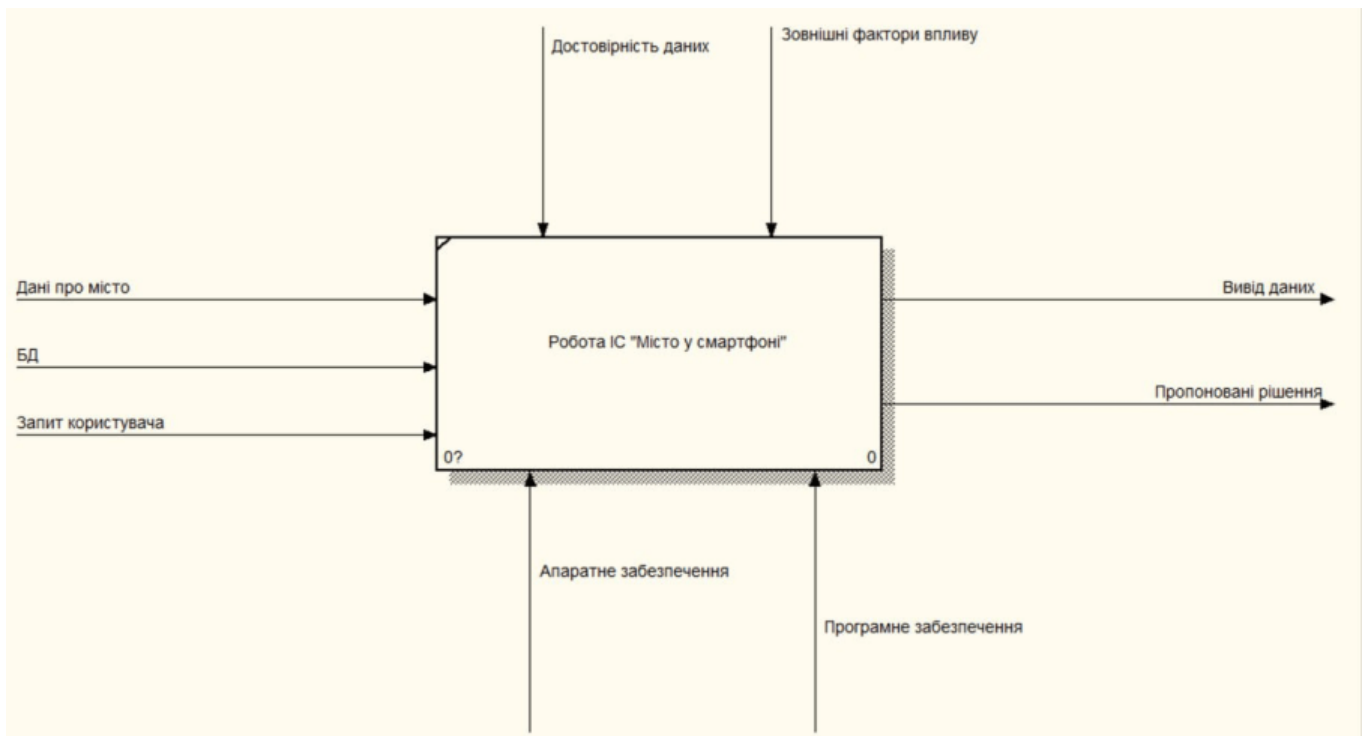 Достовірність даних
Зовнішні фактори впливу
Дані про місто
Вивід даних
Робота ІС "Місто у смартфоні"
БД
Пропоновані рішення
Запит користувача
0?
0
Апаратне забезпечення
Програмне забезпечення